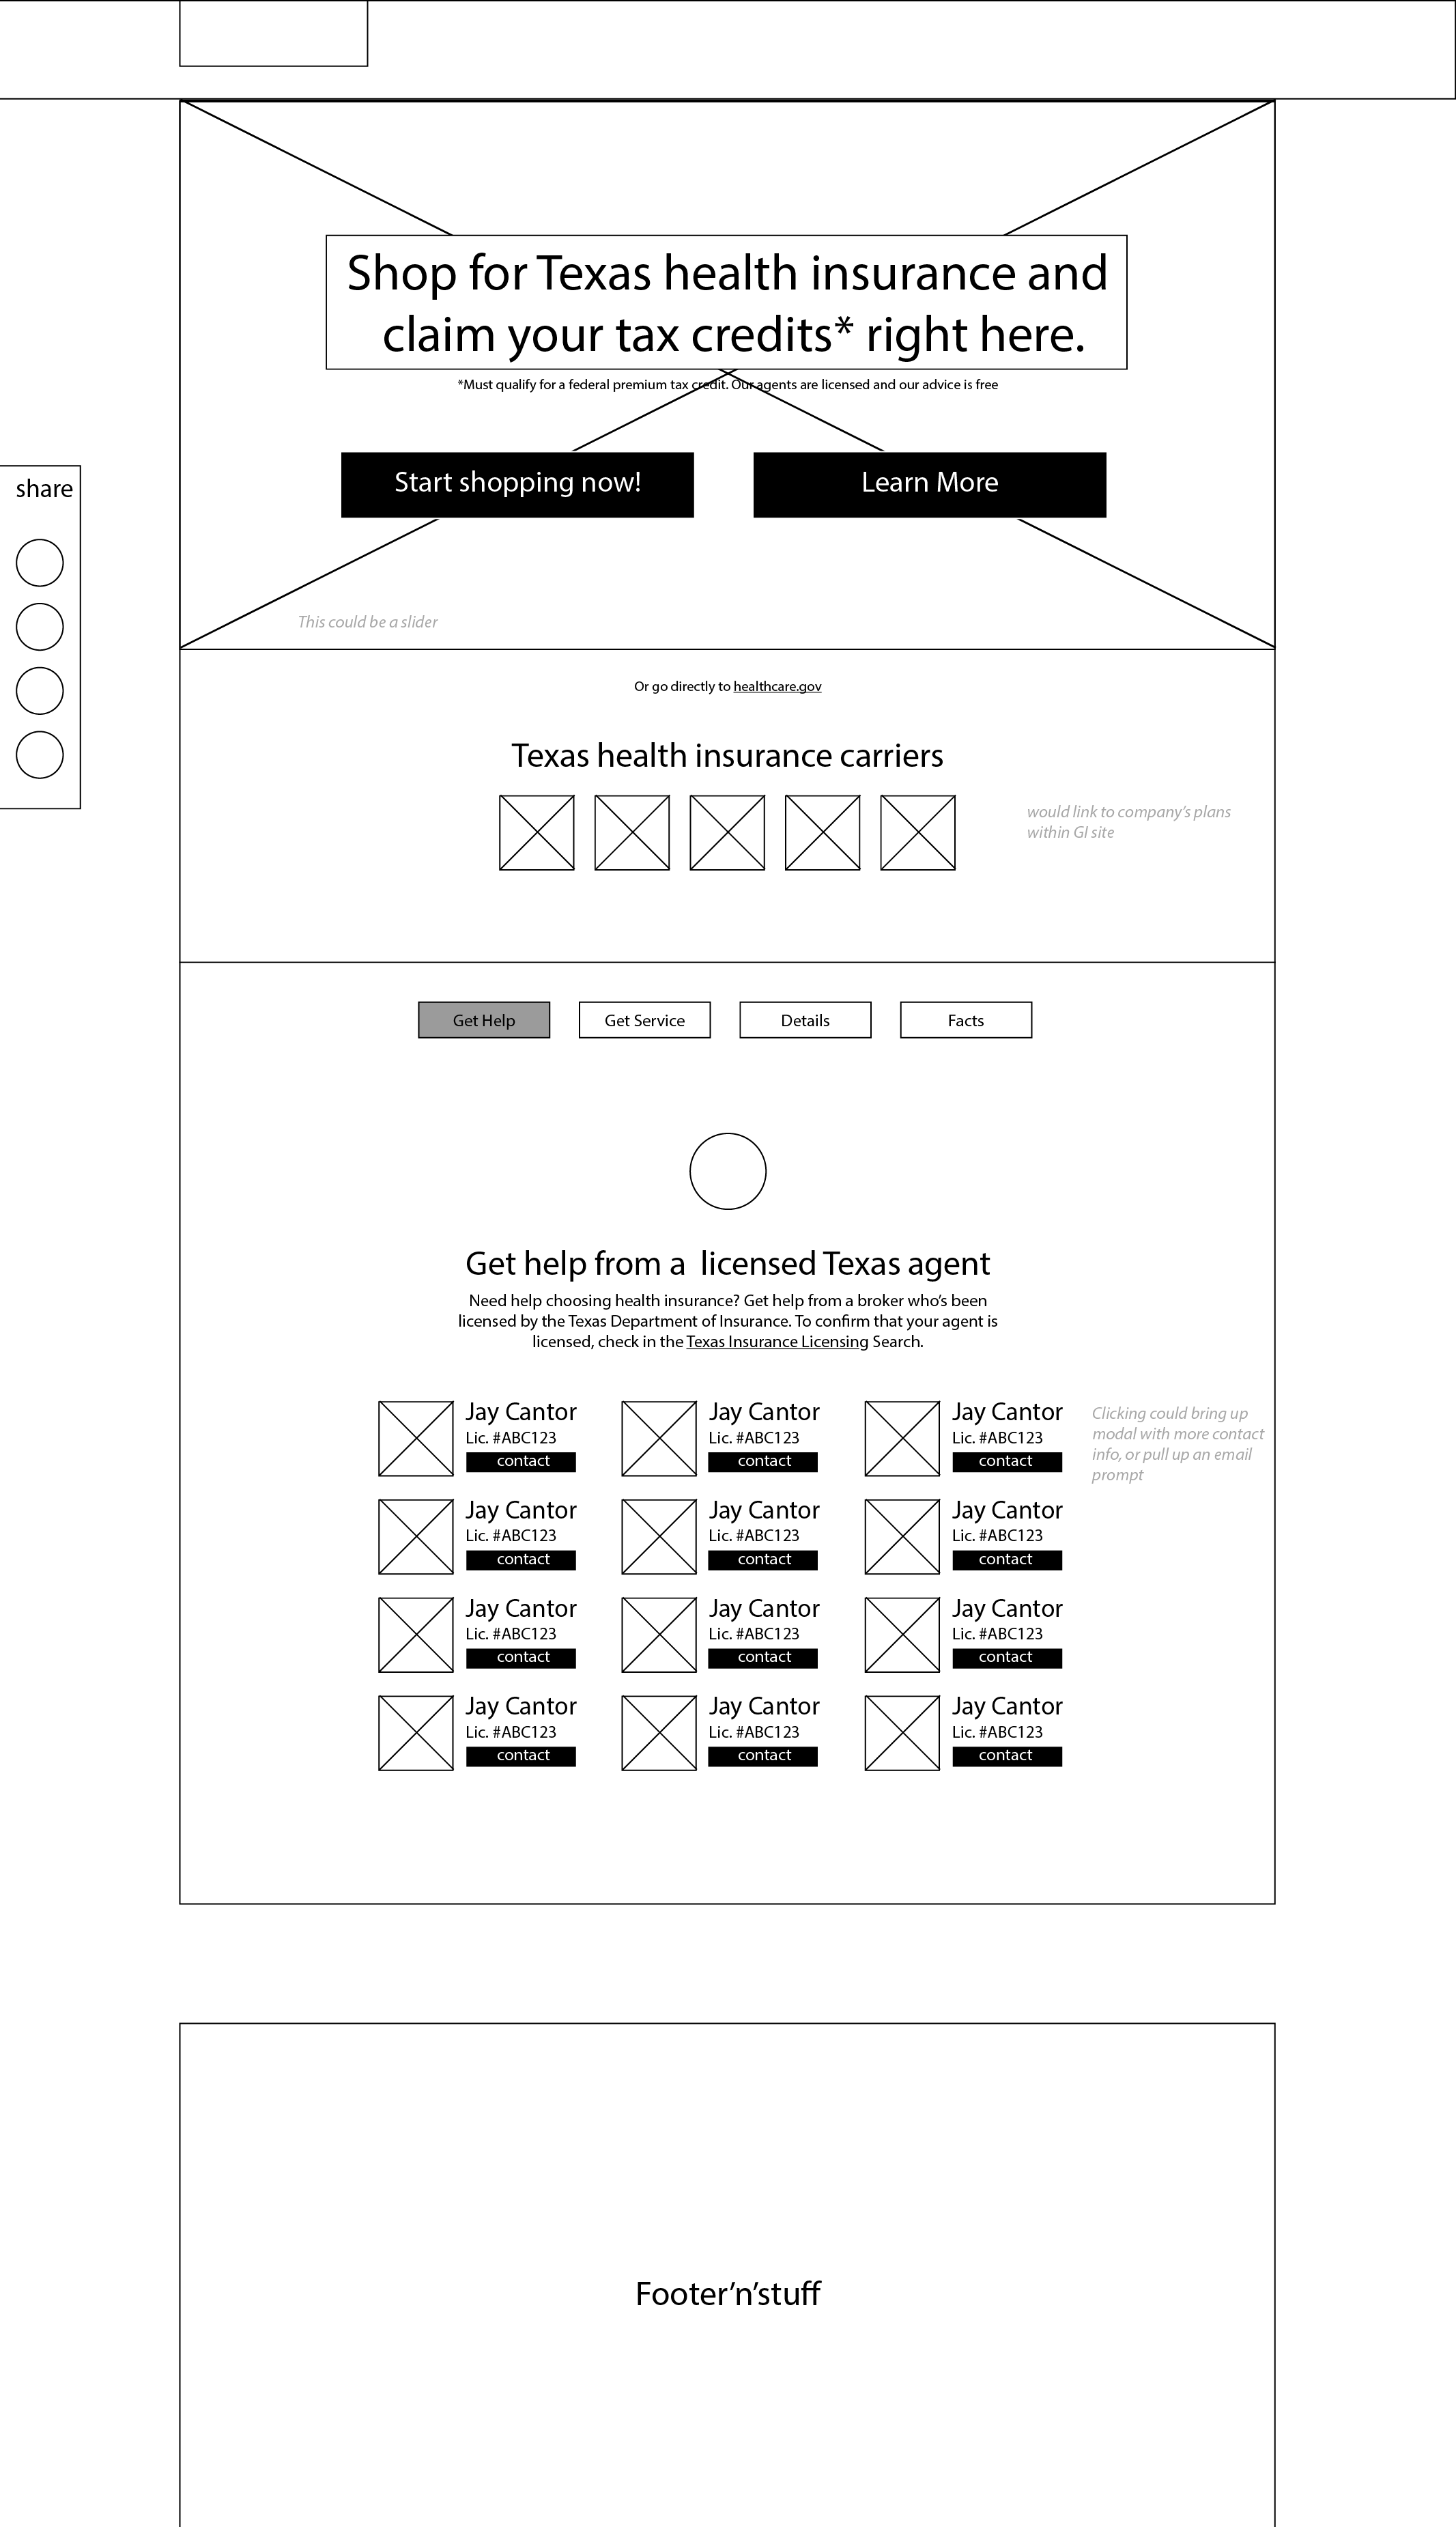 Shop for Texas health insurance and
claim your tax credits* right here.
*Must qualify for a federal premium tax credit. Our agents are licensed and our advice is free
Start shopping now!
Learn More
share
This could be a slider
Or go directly to healthcare.gov
Texas health insurance carriers
would link to company’s plans
within GI site
Get Help
Get Service
Details
Facts
Get help from a  licensed Texas agent
Need help choosing health insurance? Get help from a broker who’s been
licensed by the Texas Department of Insurance. To confirm that your agent is
licensed, check in the Texas Insurance Licensing Search.
Jay Cantor
Lic. #ABC123
contact
Jay Cantor
Lic. #ABC123
contact
Jay Cantor
Lic. #ABC123
contact
Clicking could bring up
modal with more contact
info, or pull up an email
prompt
Jay Cantor
Lic. #ABC123
contact
Jay Cantor
Lic. #ABC123
contact
Jay Cantor
Lic. #ABC123
contact
Jay Cantor
Lic. #ABC123
contact
Jay Cantor
Lic. #ABC123
contact
Jay Cantor
Lic. #ABC123
contact
Jay Cantor
Lic. #ABC123
contact
Jay Cantor
Lic. #ABC123
contact
Jay Cantor
Lic. #ABC123
contact
Footer’n’stuff